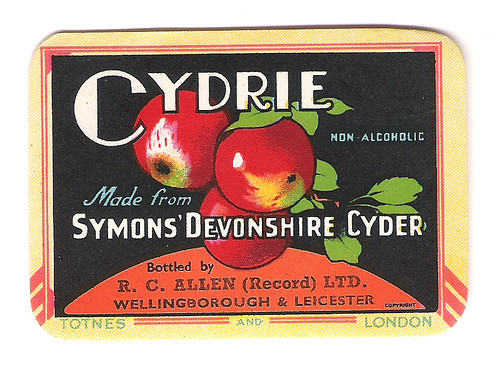 CYDRIE
NON-ALCOHOLIC
Made from
SYMONS' DEVONSHIRE CYDER
Bottled by
R. C. ALLEN (Record) LTD.
WELLINGBOROUGH & LEICESTER
COPYRIGHT
TOTNES AND LONDON